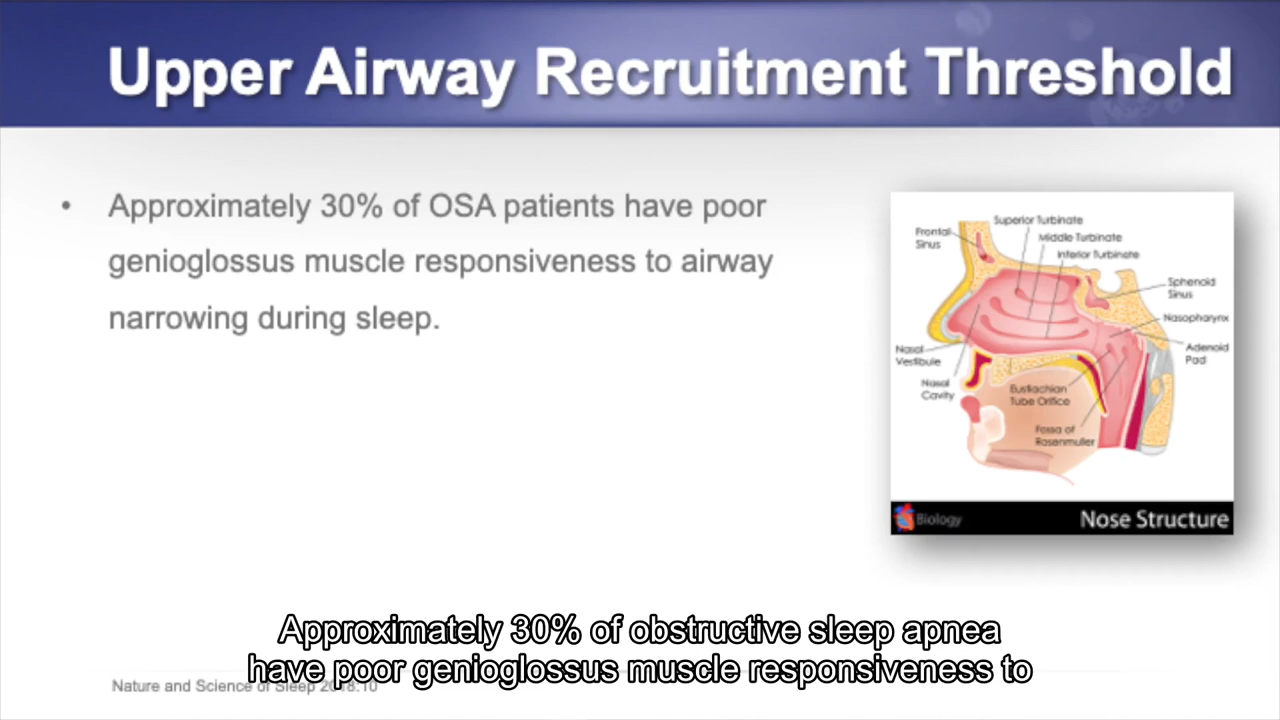 Upper Airway Recruitment Threshold
• Approximately 30% of OSA patients have poor
genioglossus muscle responsiveness to airway
narrowing during sleep.
Superior Turbinate
Frontal
Sinus
Middle Turbinate
Interior Turbinate
Sphenoid
Sinus
Nasopharynx
Adenoid
Pad
Nasal
Vestibule
Nasal
Cavity
Eustachian
Tube Orifice
Fossa of
Rosenmuller
Biology
Nose Structure
Approximately 30% of obstructive sleep apnea
have poor genioglossus muscle responsiveness to
Nature and Science of Sleep 2018:10